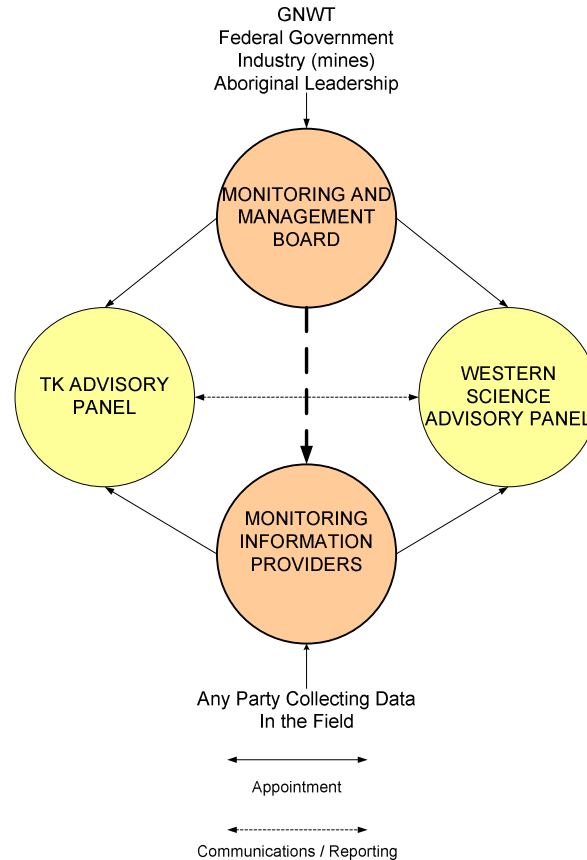 GNWT
Federal Government
Industry (mines)
Aboriginal Leadership
MONITORING AND
MANAGEMENT
BOARD
TK ADVISORY
PANEL
WESTERN
SCIENCE
ADVISORY PANEL
MONITORING
INFORMATION
PROVIDERS
Any Party Collecting Data
In the Field
Appointment
Communications / Reporting